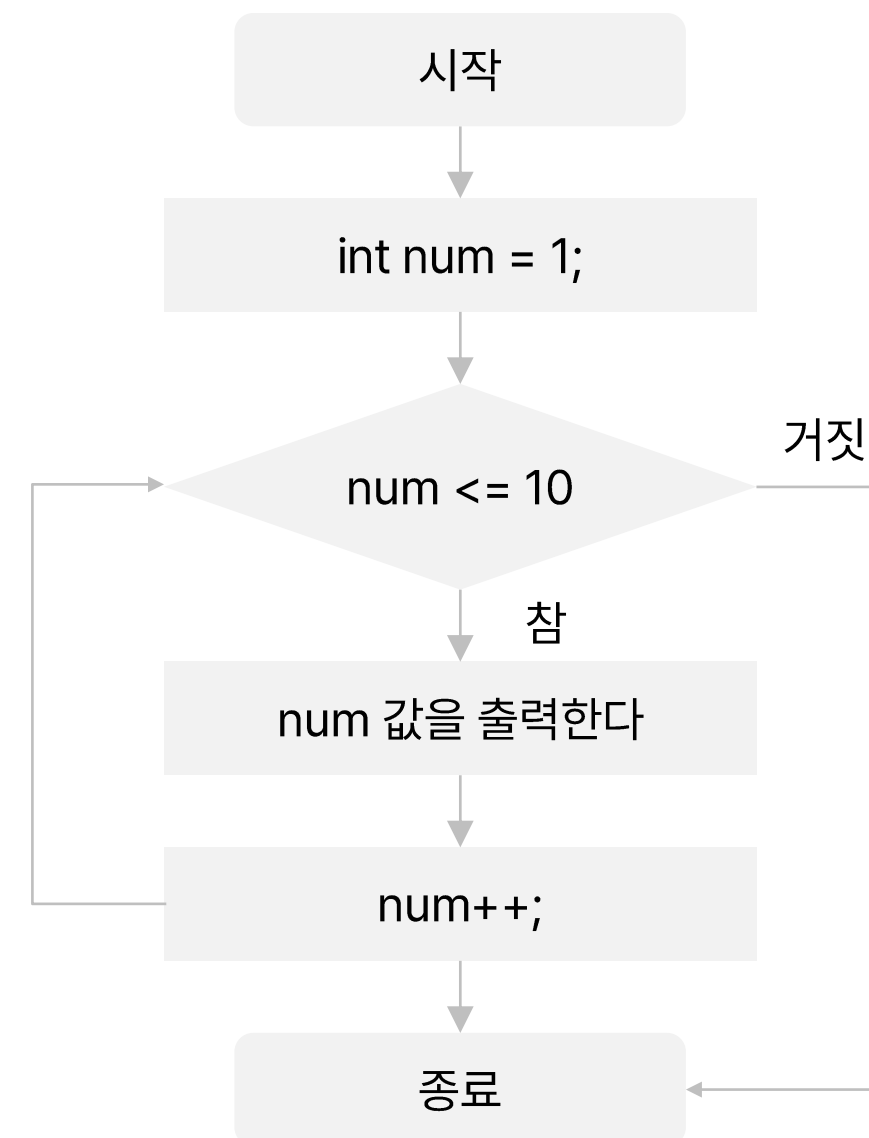 시작
int num = 1;
거짓
num <= 10
참
num 값을 출력한다
num++;
종료